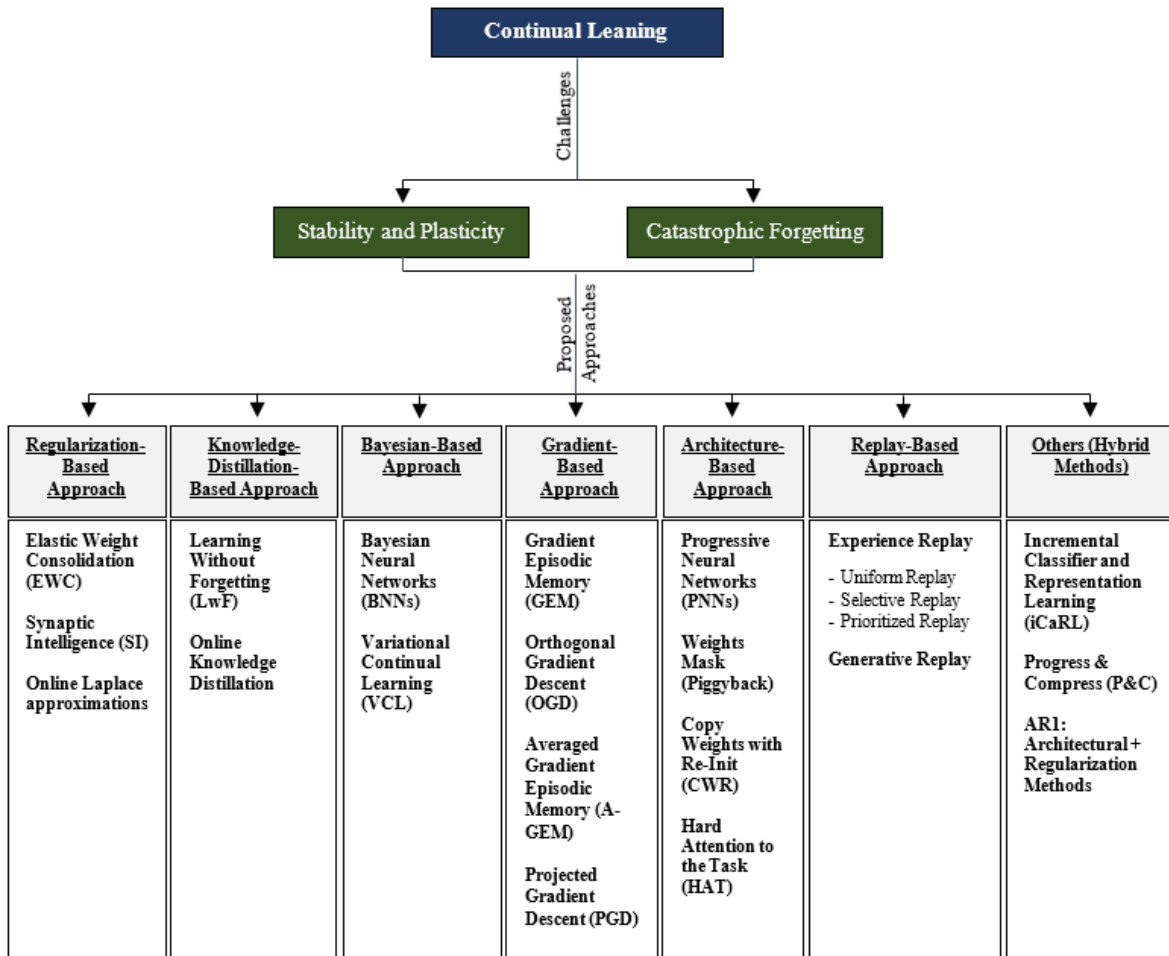 Continual Leaning
Challenges
Stability and Plasticity
Catastrophic Forgetting
Proposed
Approaches
Regularization-
Based
Approach
Knowledge-
Distillation-
Based Approach
Bayesian-Based
Approach
Gradient-
Based
Approach
Architecture-
Based
Approach
Replay-Based
Approach
Others (Hybrid
Methods)
Elastic Weight
Consolidation
(EWC)
Synaptic
Intelligence (SI)
Online Laplace
approximations
Learning
Without
Forgetting
(LwF)
Online
Knowledge
Distillation
Bayesian
Neural
Networks
(BNNs)
Variational
Continual
Learning
(VCL)
Gradient
Episodic
Memory
(GEM)
Orthogonal
Gradient
Descent
(OGD)
Averaged
Gradient
Episodic
Memory (A-
GEM)
Projected
Gradient
Descent (PGD)
Progressive
Neural
Networks
(PNNs)
Weights
Mask
(Piggyback)
Copy
Weights with
Re-Init
(CWR)
Hard
Attention to
the Task
(HAT)
Experience Replay
- Uniform Replay
- Selective Replay
- Prioritized Replay
Generative Replay
Incremental
Classifier and
Representation
Learning
(iCaRL)
Progress &
Compress (P&C)
AR1:
Architectural +
Regularization
Methods